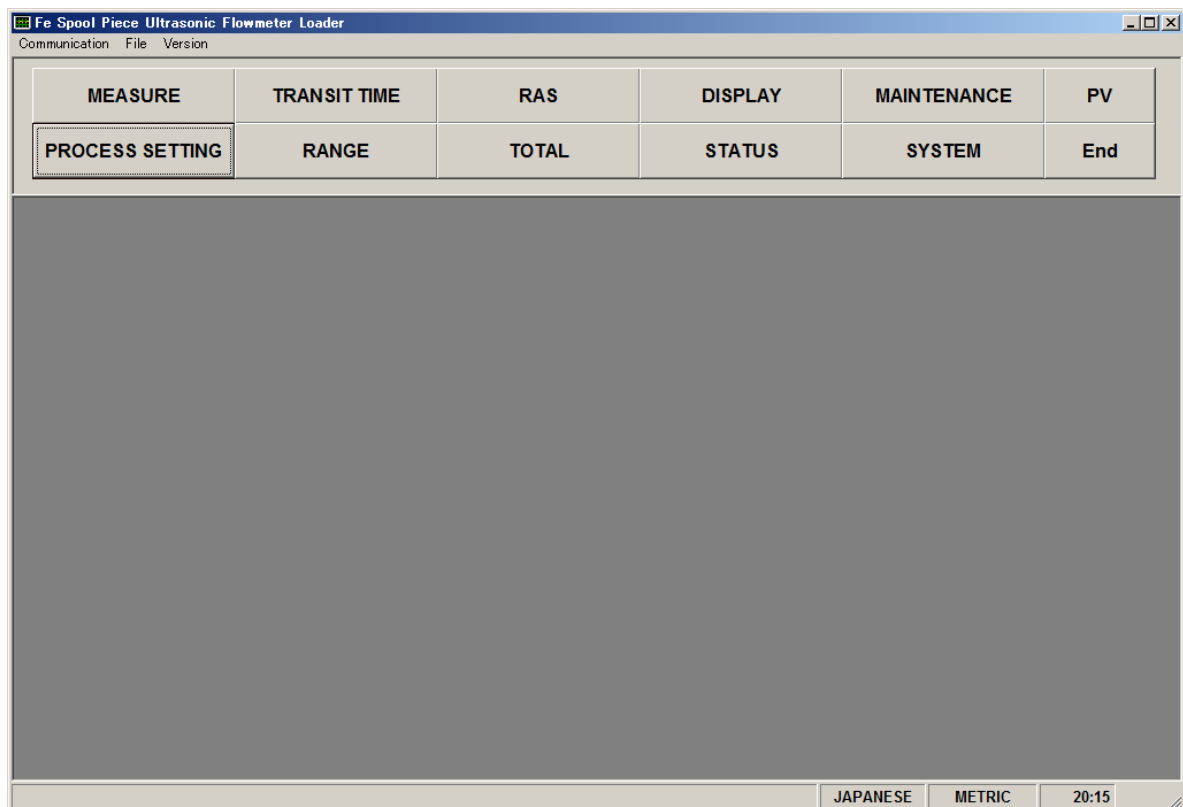 Fe Spool Piece Ultrasonic Flowmeter Loader
Communication File Version
MEASURE TRANSIT TIME RAS DISPLAY MAINTENANCE PV
PROCESS SETTING RANGE TOTAL STATUS SYSTEM End
JAPANESE METRIC 20:15